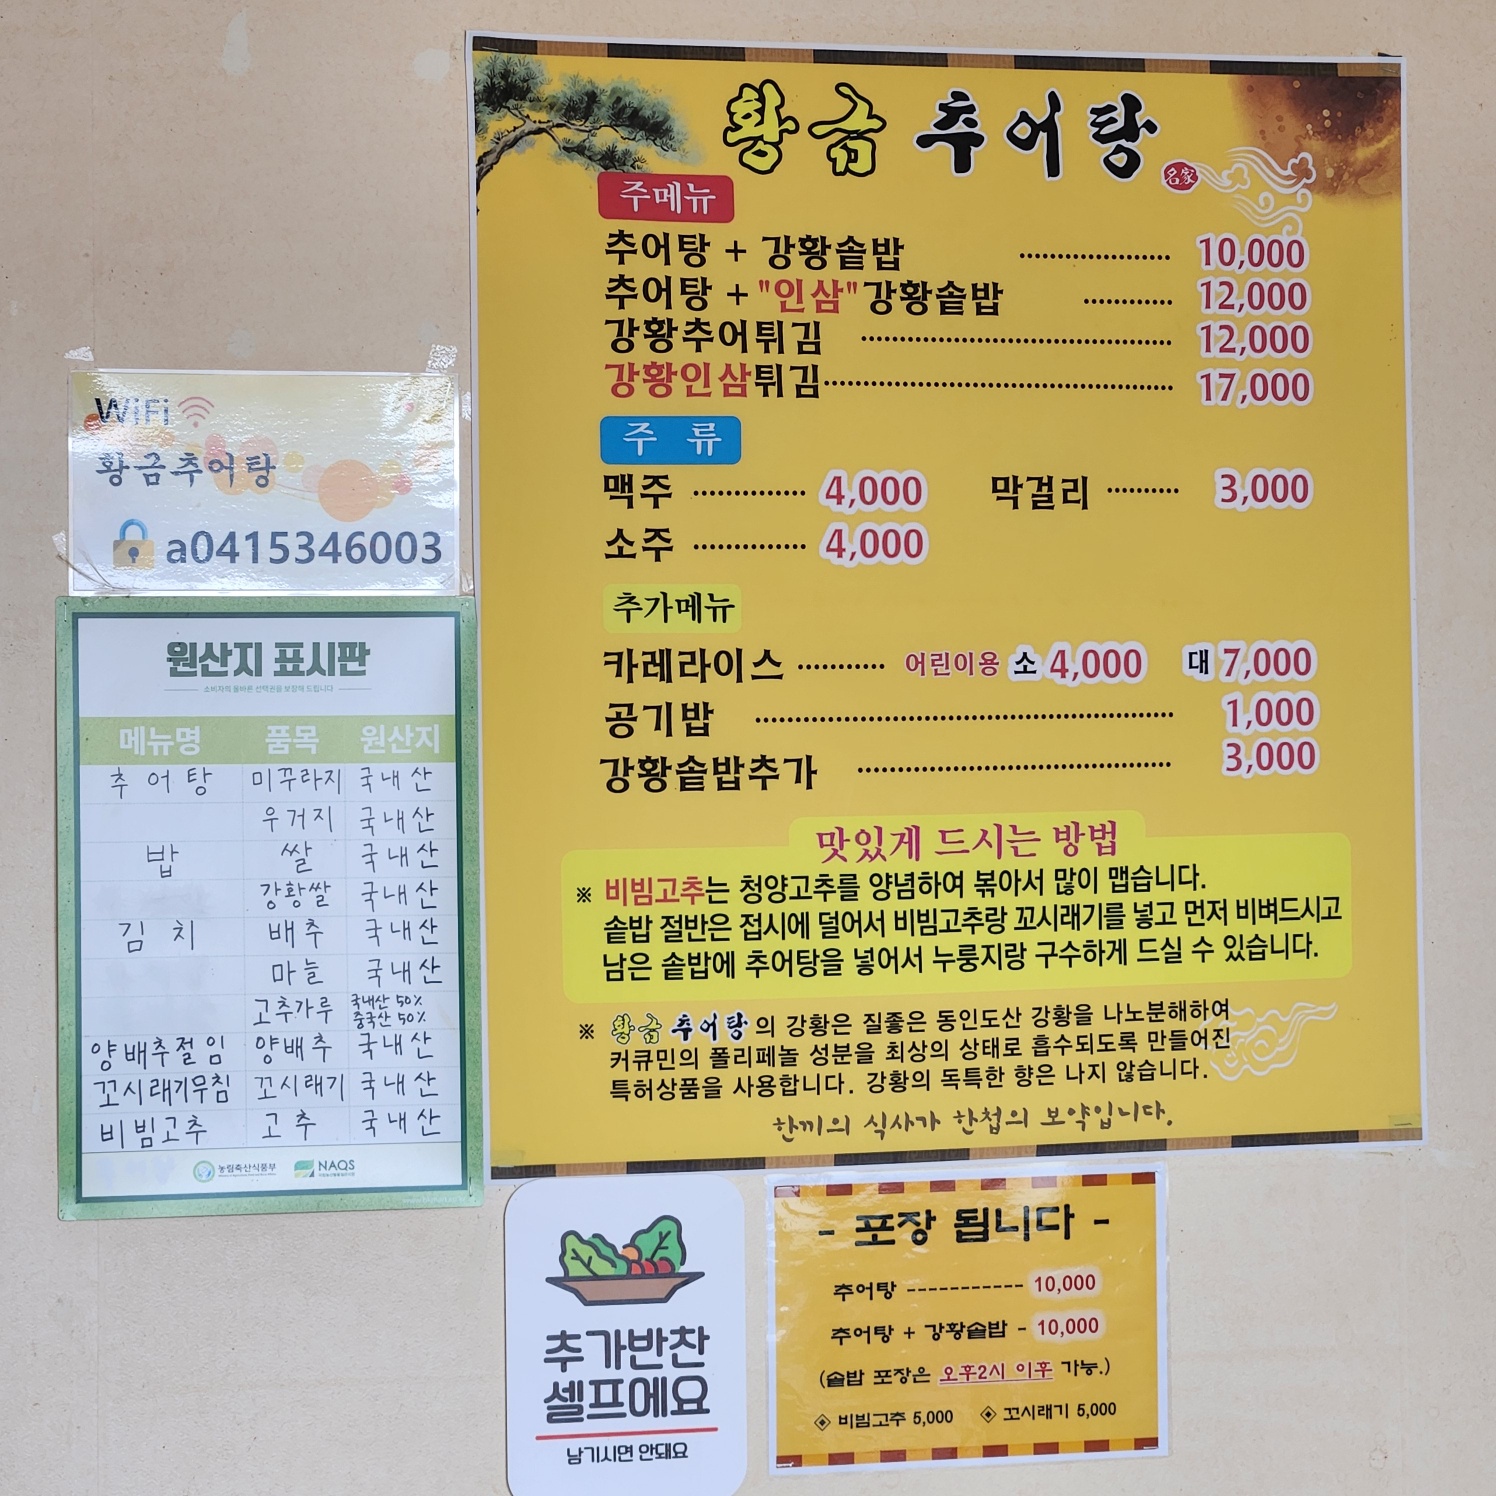 황금 추어탕
名家
주메뉴
추어탕 + 강황솥밥 ..................... 10,000
추어탕 + "인삼"강황솥밥 ............ 12,000
강황추어튀김 ........................................ 12,000
강황인삼튀김............................................. 17,000
주 류
맥주 .............. 4,000 막걸리 ......... 3,000
소주 .............. 4,000
추가메뉴
카레라이스 ........... 어린이용 소 4,000 대 7,000
공기밥 ...................................................... 1,000
강황솥밥추가 ........................................ 3,000
맛있게 드시는 방법
※ 비빔고추는 청양고추를 양념하여 볶아서 많이 맵습니다.
솥밥 절반은 접시에 덜어서 비빔고추랑 꼬시래기를 넣고 먼저 비벼드시고
남은 솥밥에 추어탕을 넣어서 누룽지랑 구수하게 드실 수 있습니다.
※ 황금 추어탕의 강황은 질좋은 동인도산 강황을 나노분해하여
커큐민의 폴리페놀 성분을 최상의 상태로 흡수되도록 만들어진
특허상품을 사용합니다. 강황의 독특한 향은 나지 않습니다.
한끼의 식사가 한첩의 보약입니다.
WiFi
황금추어탕
a0415346003
원산지 표시판
소비자의 올바른 선택권을 보장해 드립니다
메뉴명 품목 원산지
추어탕 미꾸라지 국내산
우거지 국내산
밥 쌀 국내산
강황쌀 국내산
김치 배추 국내산
마늘 국내산
고추가루 국내산 50% 중국산 50%
양배추절임 양배추 국내산
꼬시래기무침 꼬시래기 국내산
비빔고추 고추 국내산
농림축산식품부 NAQS
추가반찬
셀프에요
남기시면 안돼요
- 포장 됩니다 -
추어탕 ----------- 10,000
추어탕 + 강황솥밥 - 10,000
(솥밥 포장은 오후2시 이후 가능.)
◈ 비빔고추 5,000 ◈ 꼬시래기 5,000